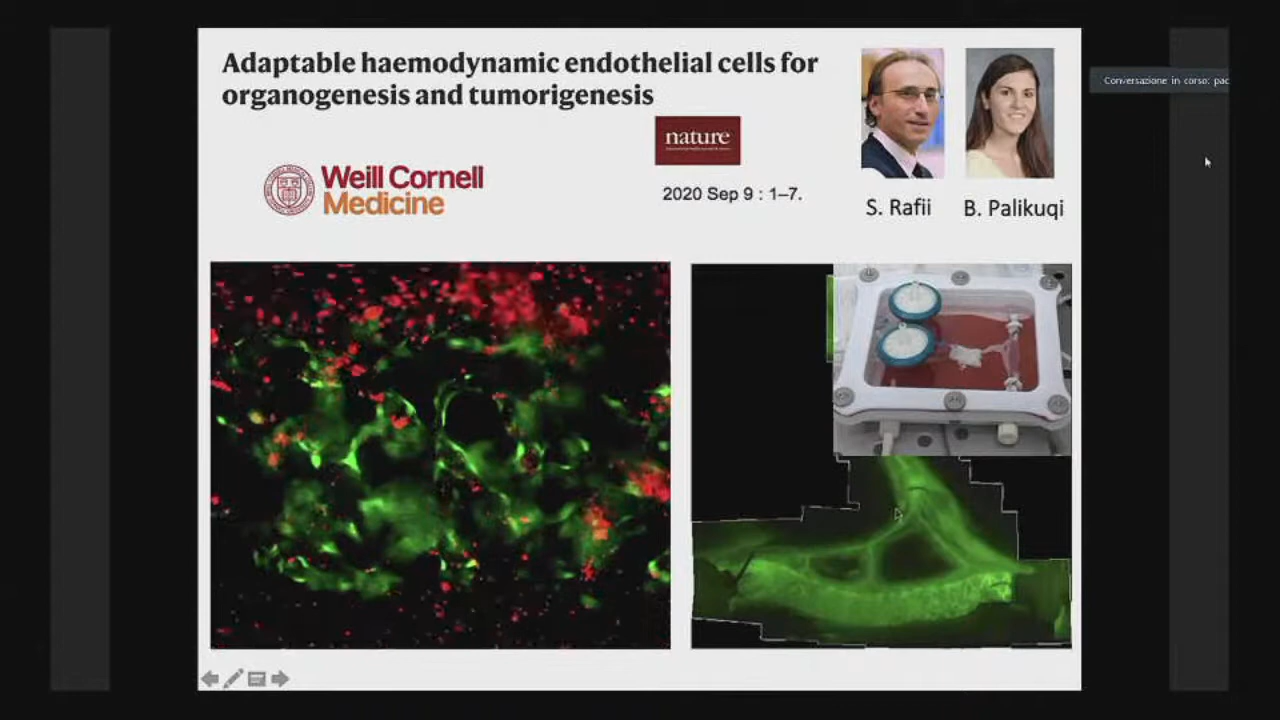 Adaptable haemodynamic endothelial cells for
organogenesis and tumorigenesis
Conversazione in corso: pac
nature
Weill Cornell
Medicine
2020 Sep 9 : 1–7.
S. Rafii
B. Palikuqi